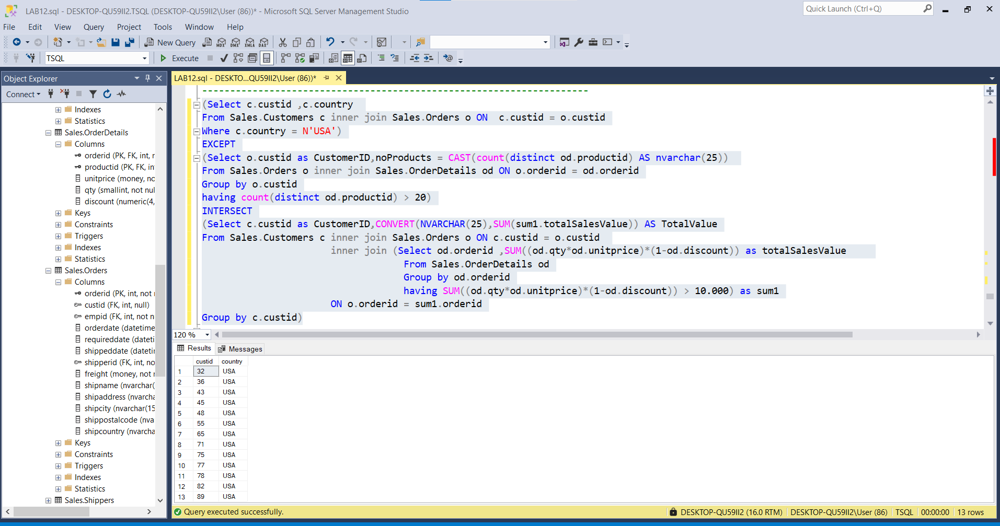 LAB12.sql - DESKTOP-QU59II2.TSQL (DESKTOP-QU59II2\User (86))* - Microsoft SQL Server Management Studio
Quick Launch (Ctrl+Q)
File Edit View Query Project Tools Window Help
New Query MDX DMX XMLA DAX
TSQL Execute
Object Explorer
Connect
Indexes
Statistics
Sales.OrderDetails
Columns
orderid (PK, FK, int, r
productid (PK, FK, in
unitprice (money, no
qty (smallint, not nul
discount (numeric(4,
Keys
Constraints
Triggers
Indexes
Statistics
Sales.Orders
Columns
orderid (PK, int, not
custid (FK, int, null)
empid (FK, int, not n
orderdate (datetime
requireddate (dateti
shippeddate (dateti
shipperid (FK, int, no
freight (money, not
shipname (nvarchar(
shipaddress (nvarcha
shipcity (nvarchar(15
shippostalcode (nva
shipcountry (nvarcha
Keys
Constraints
Triggers
Indexes
Statistics
Sales.Shippers
LAB12.sql - DESKTO...QU59II2\User (86))*
---------------------------------------------------------------------
(Select c.custid ,c.country
From Sales.Customers c inner join Sales.Orders o ON  c.custid = o.custid
Where c.country = N'USA')
EXCEPT
(Select o.custid as CustomerID,noProducts = CAST(count(distinct od.productid) AS nvarchar(25))
From Sales.Orders o inner join Sales.OrderDetails od ON o.orderid = od.orderid
Group by o.custid
having count(distinct od.productid) > 20)
INTERSECT
(Select c.custid as CustomerID,CONVERT(NVARCHAR(25),SUM(sum1.totalSalesValue)) AS TotalValue
From Sales.Customers c inner join Sales.Orders o ON c.custid = o.custid
inner join (Select od.orderid ,SUM((od.qty*od.unitprice)*(1-od.discount)) as totalSalesValue
From Sales.OrderDetails od
Group by od.orderid
having SUM((od.qty*od.unitprice)*(1-od.discount)) > 10.000) as sum1
ON o.orderid = sum1.orderid
Group by c.custid)
120 %
Results Messages
custid country
1 32 USA
2 36 USA
3 43 USA
4 45 USA
5 48 USA
6 55 USA
7 65 USA
8 71 USA
9 75 USA
10 77 USA
11 78 USA
12 82 USA
13 89 USA
Query executed successfully. DESKTOP-QU59II2 (16.0 RTM) DESKTOP-QU59II2\User (86) TSQL 00:00:00 13 rows